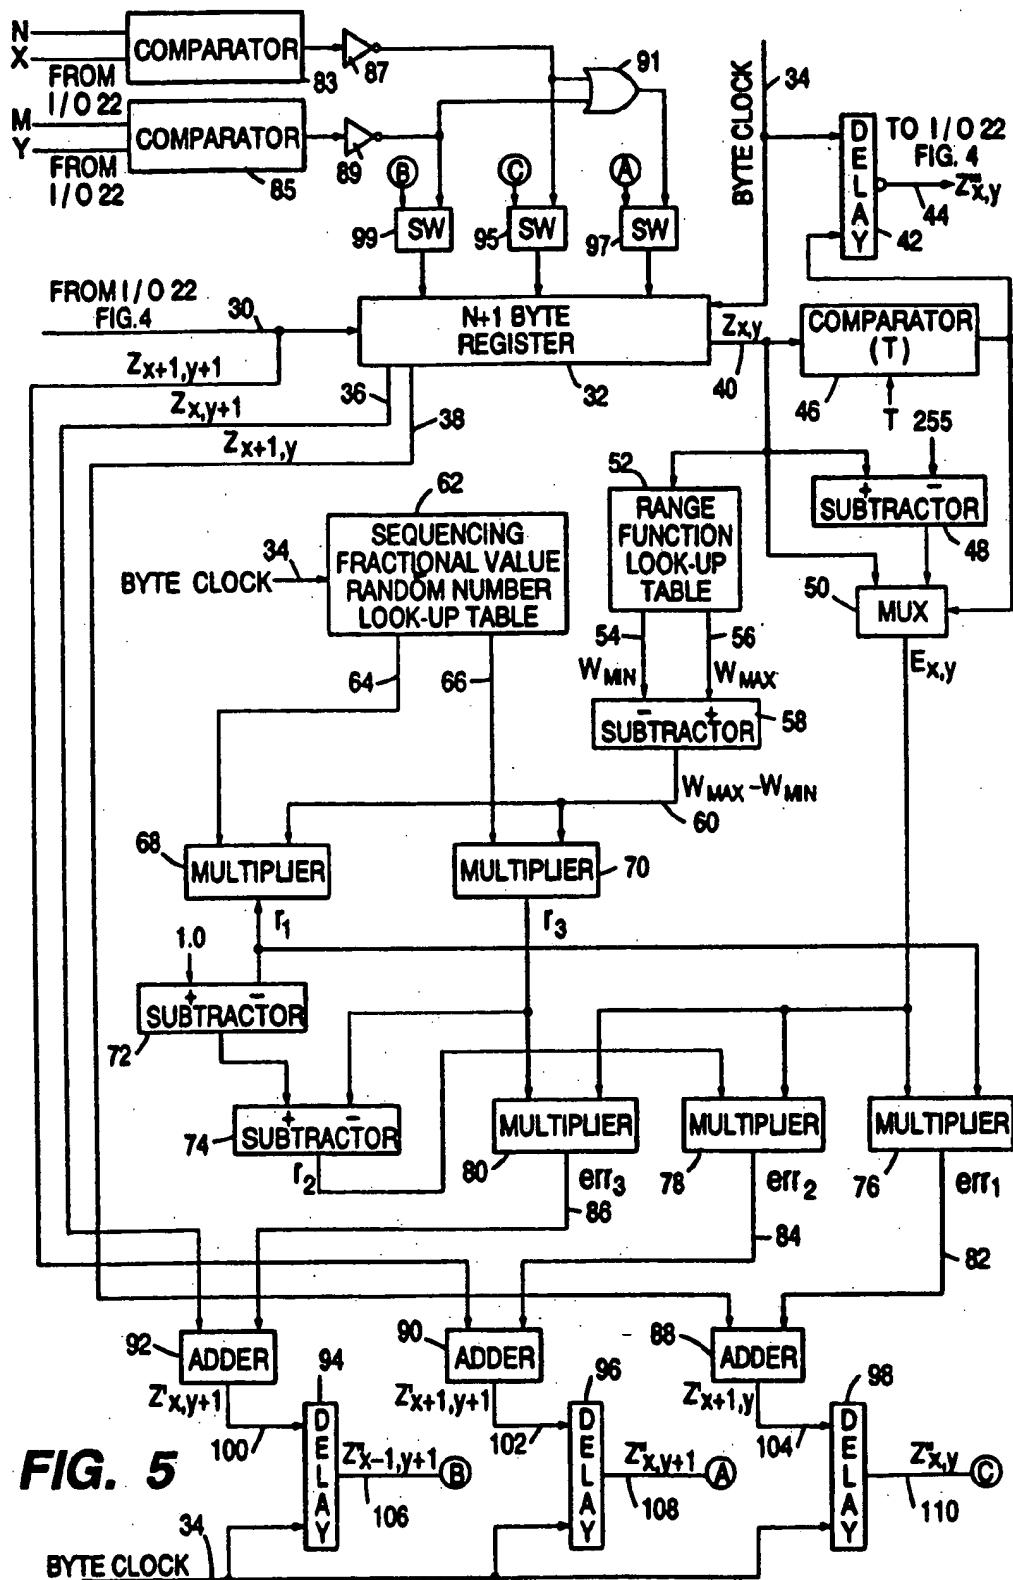 N
X
COMPARATOR
83
87
FROM
I/O 22
91
34
BYTE CLOCK
M
Y
COMPARATOR
85
89
FROM
I/O 22
DELAY
TO I/O 22
FIG. 4
Z'''x,y
44
42
B
C
A
99
SW
95
SW
97
SW
FROM I/O 22
FIG.4
30
N+1 BYTE
REGISTER
32
Zx,y
40
COMPARATOR
(T)
46
T
255
Zx+1,y+1
36
Zx,y+1
38
Zx+1,y
62
SEQUENCING
FRACTIONAL VALUE
RANDOM NUMBER
LOOK-UP TABLE
BYTE CLOCK
34
52
RANGE
FUNCTION
LOOK-UP
TABLE
+ −
SUBTRACTOR
48
50
MUX
Ex,y
64
66
54
56
WMIN
WMAX
− +
SUBTRACTOR
58
WMAX −WMIN
60
68
MULTIPLIER
MULTIPLIER
70
r1
r3
1.0
+ −
SUBTRACTOR
72
+ −
SUBTRACTOR
74
r2
MULTIPLIER
80
err3
86
MULTIPLIER
78
err2
84
MULTIPLIER
76
err1
82
92
ADDER
90
ADDER
88
ADDER
Z'x,y+1
94
Z'x+1,y+1
96
Z'x+1,y
98
100
102
104
DELAY
DELAY
DELAY
Z''x-1,y+1
B
106
Z''x,y+1
A
108
Z''x,y
C
110
FIG. 5
34
BYTE CLOCK